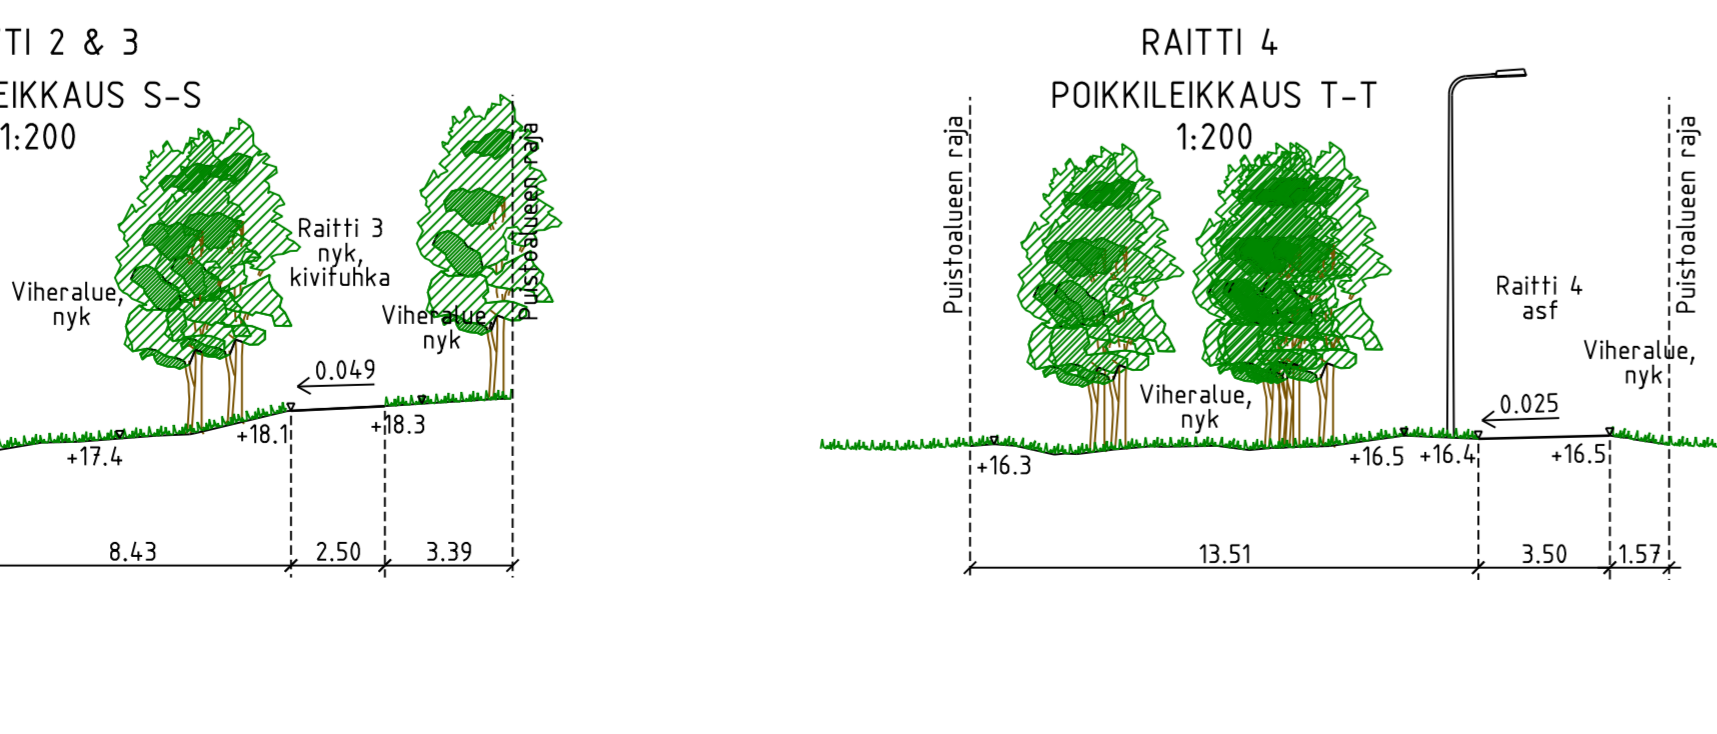 TI 2 & 3
EIKKAUS S-S
1:200
Viheralue,
nyk
Raitti 3
nyk,
kivituhka
Viheralue,
nyk
Puistoalueen raja
0.049
+17.4
+18.1
+18.3
8.43
2.50
3.39
RAITTI 4
POIKKILEIKKAUS T-T
1:200
Puistoalueen raja
Viheralue,
nyk
Raitti 4
asf
Viheralue,
nyk
Puistoalueen raja
0.025
+16.3
+16.5
+16.4
+16.5
13.51
3.50
1.57